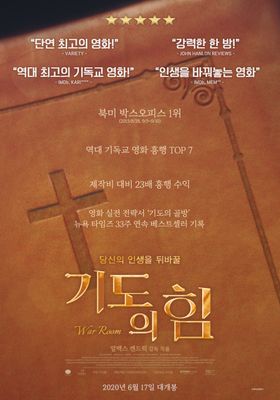 "단연 최고의 영화!"
- VARIETY -
"강력한 한 방!"
- JOHN HANLON REVIEWS -
"역대 최고의 기독교 영화"
"인생을 바꿔놓는 영화"
북미 박스오피스 1위
역대 기독교 영화 흥행 TOP 7
제작비 대비 23배 흥행 수익
영화 실전 전략서 '기도의 골방'
뉴욕 타임즈 33주 연속 베스트셀러 기록
당신의 인생을 뒤바꿀
기도의 힘
War Room
알렉스 켄드릭 감독 작품
2020년 6월 17일 대개봉